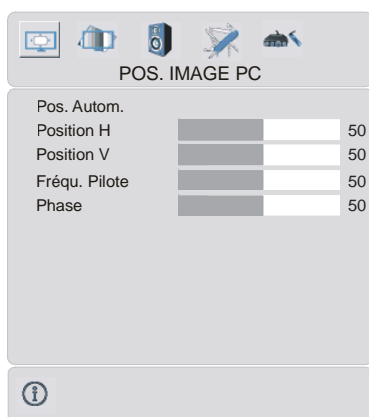 POS. IMAGE PC
Pos. Autom.
Position H 50
Position V 50
Fréqu. Pilote 50
Phase 50